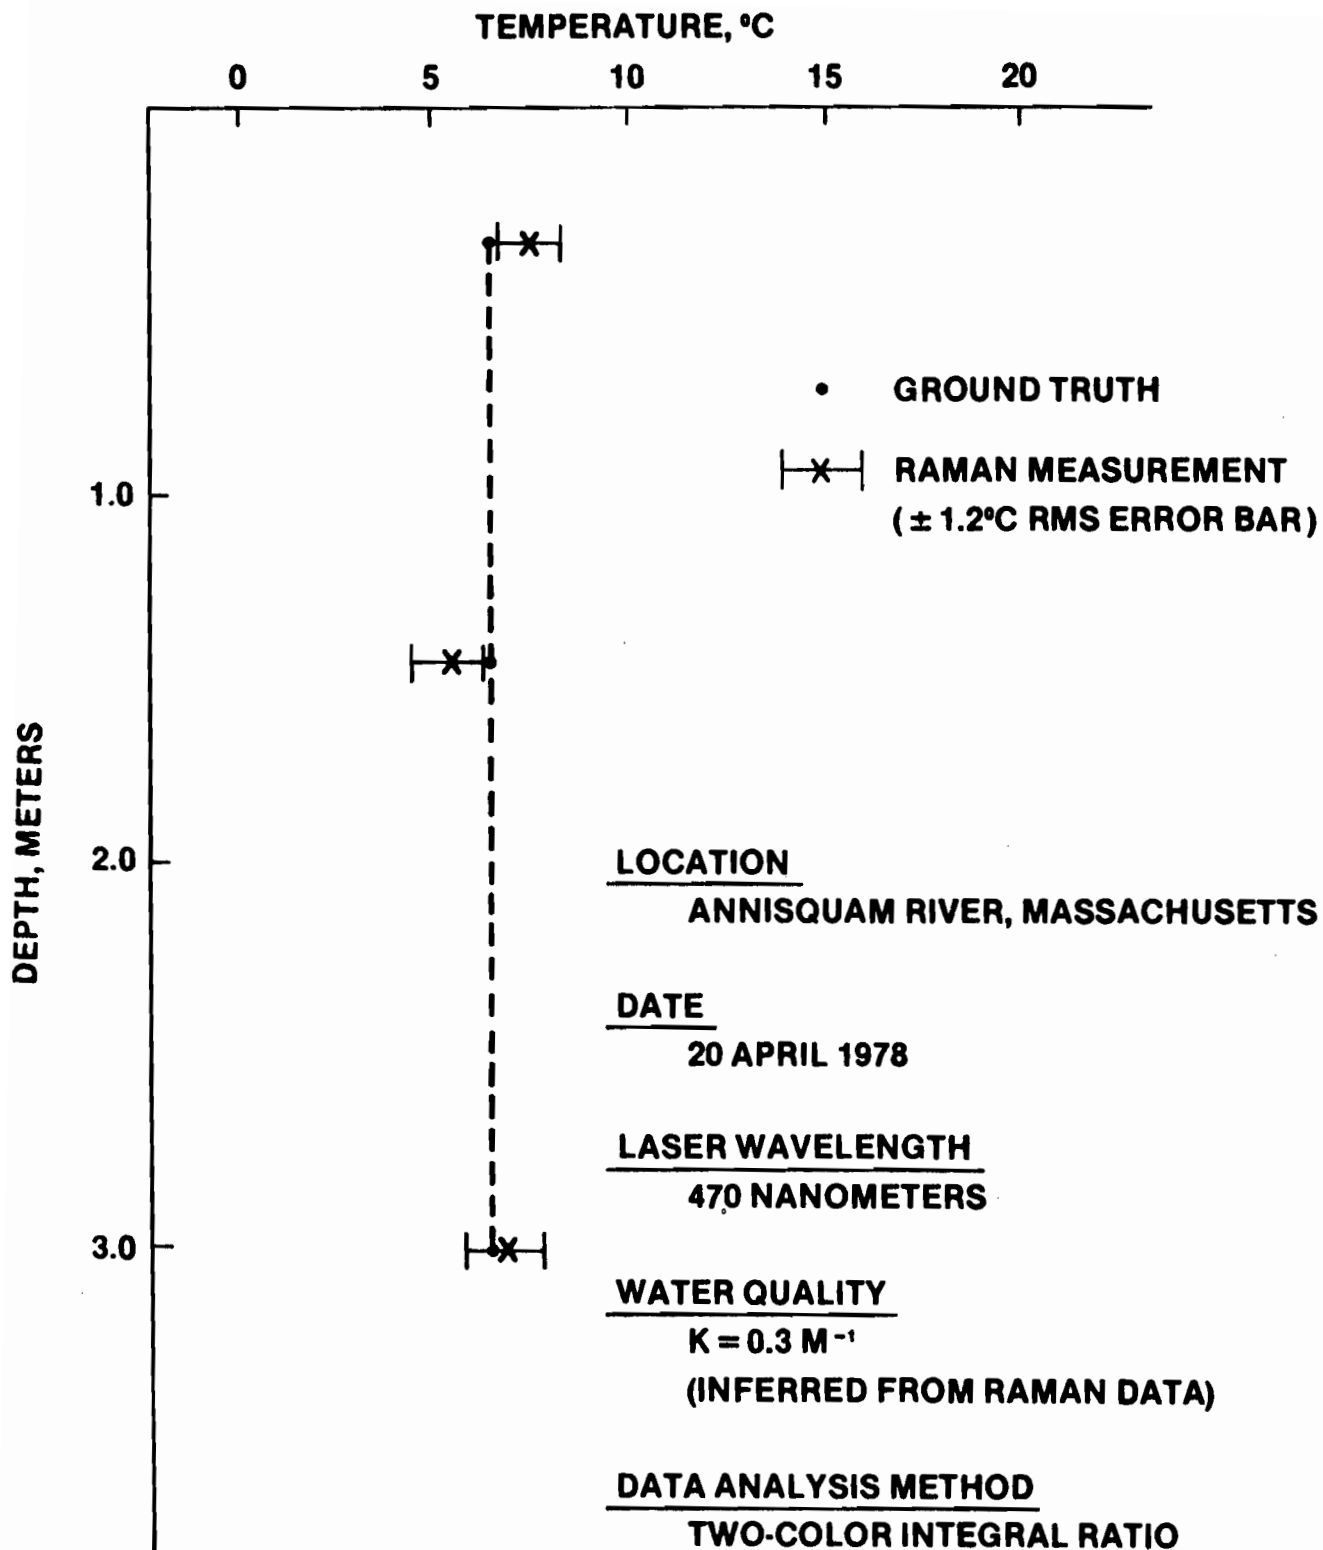 TEMPERATURE, ⁰C
0 5 10 15 20
GROUND TRUTH
RAMAN MEASUREMENT
1.0
(± 1.2⁰C RMS ERROR BAR)
DEPTH, METERS
2.0
LOCATION
ANNISQUAM RIVER, MASSACHUSETTS
DATE
20 APRIL 1978
LASER WAVELENGTH
470 NANOMETERS
3.0
WATER QUALITY
K = 0.3 M⁻¹
(INFERRED FROM RAMAN DATA)
DATA ANALYSIS METHOD
TWO-COLOR INTEGRAL RATIO